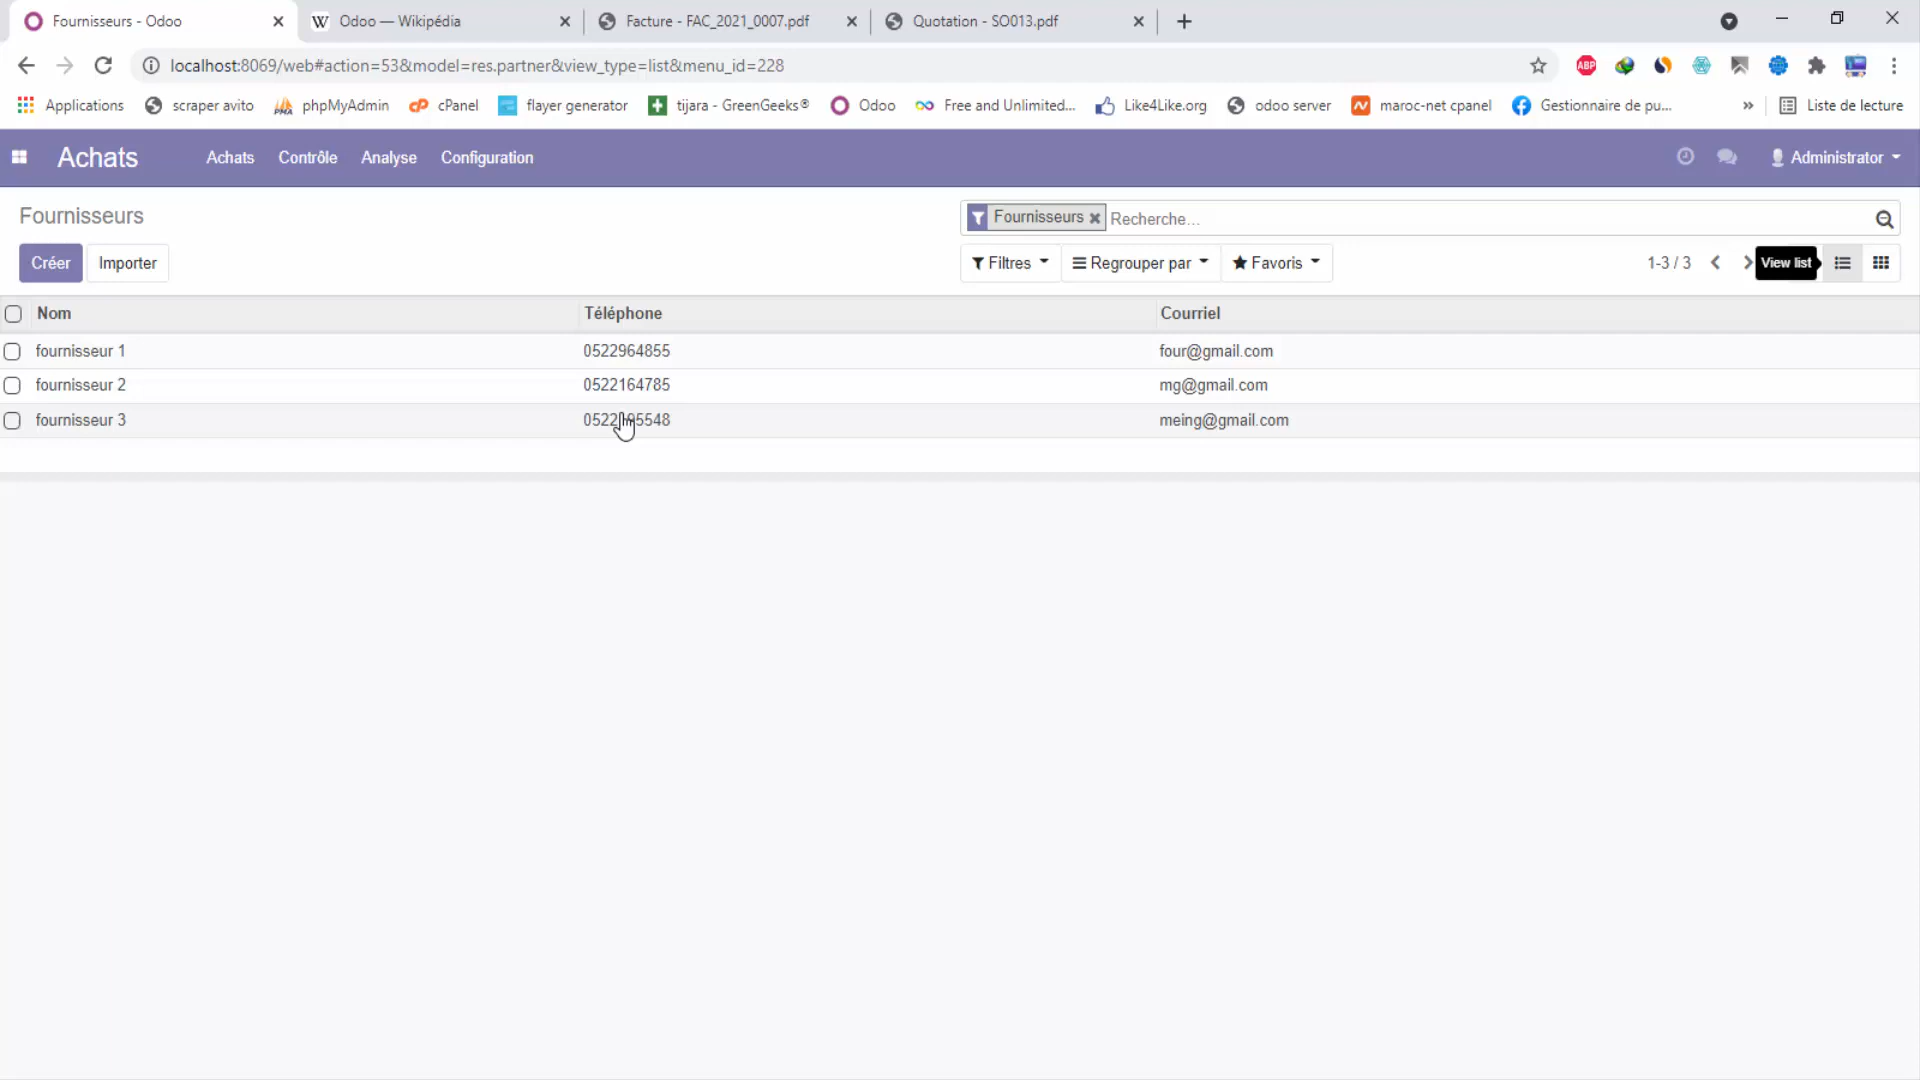 Fournisseurs - Odoo
Odoo — Wikipédia
Facture - FAC_2021_0007.pdf
Quotation - SO013.pdf
localhost:8069/web#action=53&model=res.partner&view_type=list&menu_id=228
ABP
Applications
scraper avito
phpMyAdmin
cPanel
flayer generator
tijara - GreenGeeks®
Odoo
Free and Unlimited...
Like4Like.org
odoo server
maroc-net cpanel
Gestionnaire de pu...
»
Liste de lecture
Achats
Achats
Contrôle
Analyse
Configuration
Administrator
Fournisseurs
Fournisseurs
Recherche...
Créer
Importer
Filtres
Regrouper par
Favoris
1-3 / 3
View list
Nom
Téléphone
Courriel
fournisseur 1
0522964855
four@gmail.com
fournisseur 2
0522164785
mg@gmail.com
fournisseur 3
meing@gmail.com